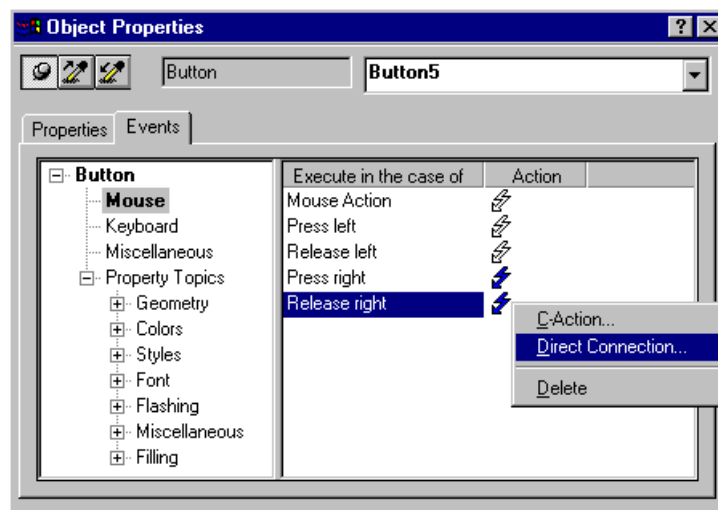 Object Properties
Button Button5
Properties Events
Button
Mouse
Keyboard
Miscellaneous
Property Topics
Geometry
Colors
Styles
Font
Flashing
Miscellaneous
Filling
Execute in the case of Action
Mouse Action
Press left
Release left
Press right
Release right
C-Action...
Direct Connection...
Delete